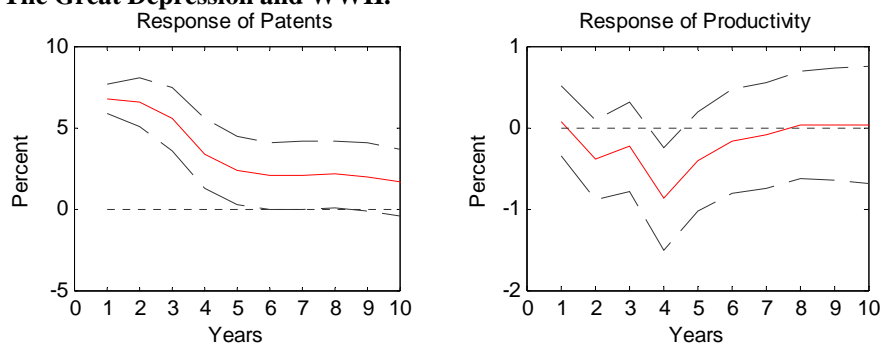 The Great Depression and WWII.
Response of Patents
10
5
0
-5
Percent
0 1 2 3 4 5 6 7 8 9 10
Years
Response of Productivity
1
0
-1
-2
Percent
0 1 2 3 4 5 6 7 8 9 10
Years